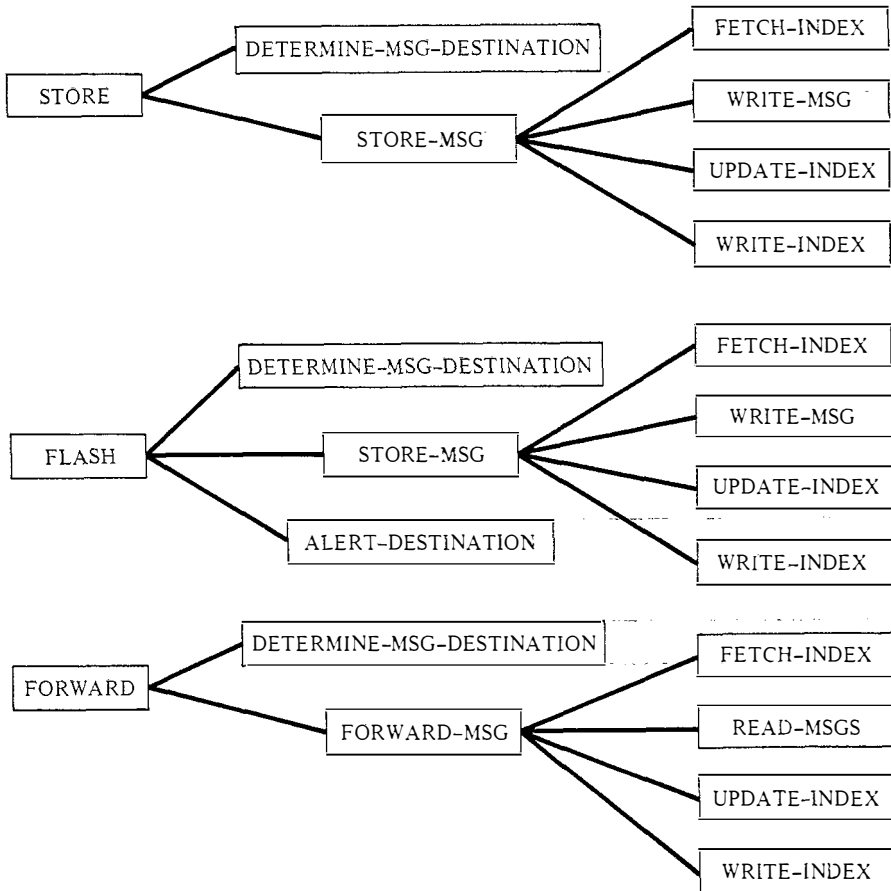 FETCH-INDEX
DETERMINE-MSG-DESTINATION
STORE
WRITE-MSG
STORE-MSG
UPDATE-INDEX
WRITE-INDEX
FETCH-INDEX
DETERMINE-MSG-DESTINATION
WRITE-MSG
FLASH
STORE-MSG
UPDATE-INDEX
ALERT-DESTINATION
WRITE-INDEX
DETERMINE-MSG-DESTINATION
FETCH-INDEX
FORWARD
FORWARD-MSG
READ-MSGS
UPDATE-INDEX
WRITE-INDEX